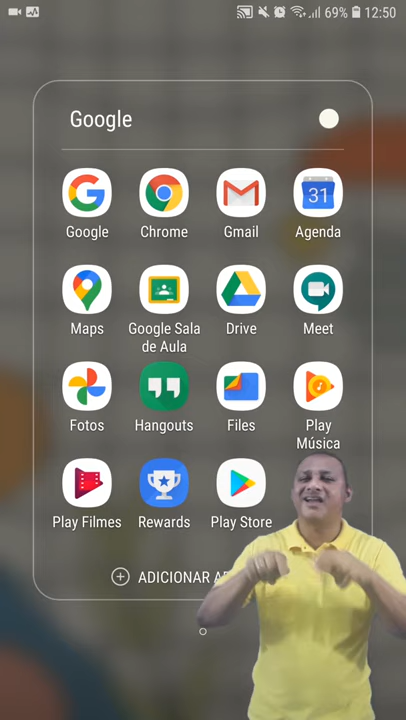 69% 12:50
Google
Google Chrome Gmail Agenda
31
Maps Google Sala de Aula Drive Meet
Fotos Hangouts Files Play Música
Play Filmes Rewards Play Store
ADICIONAR